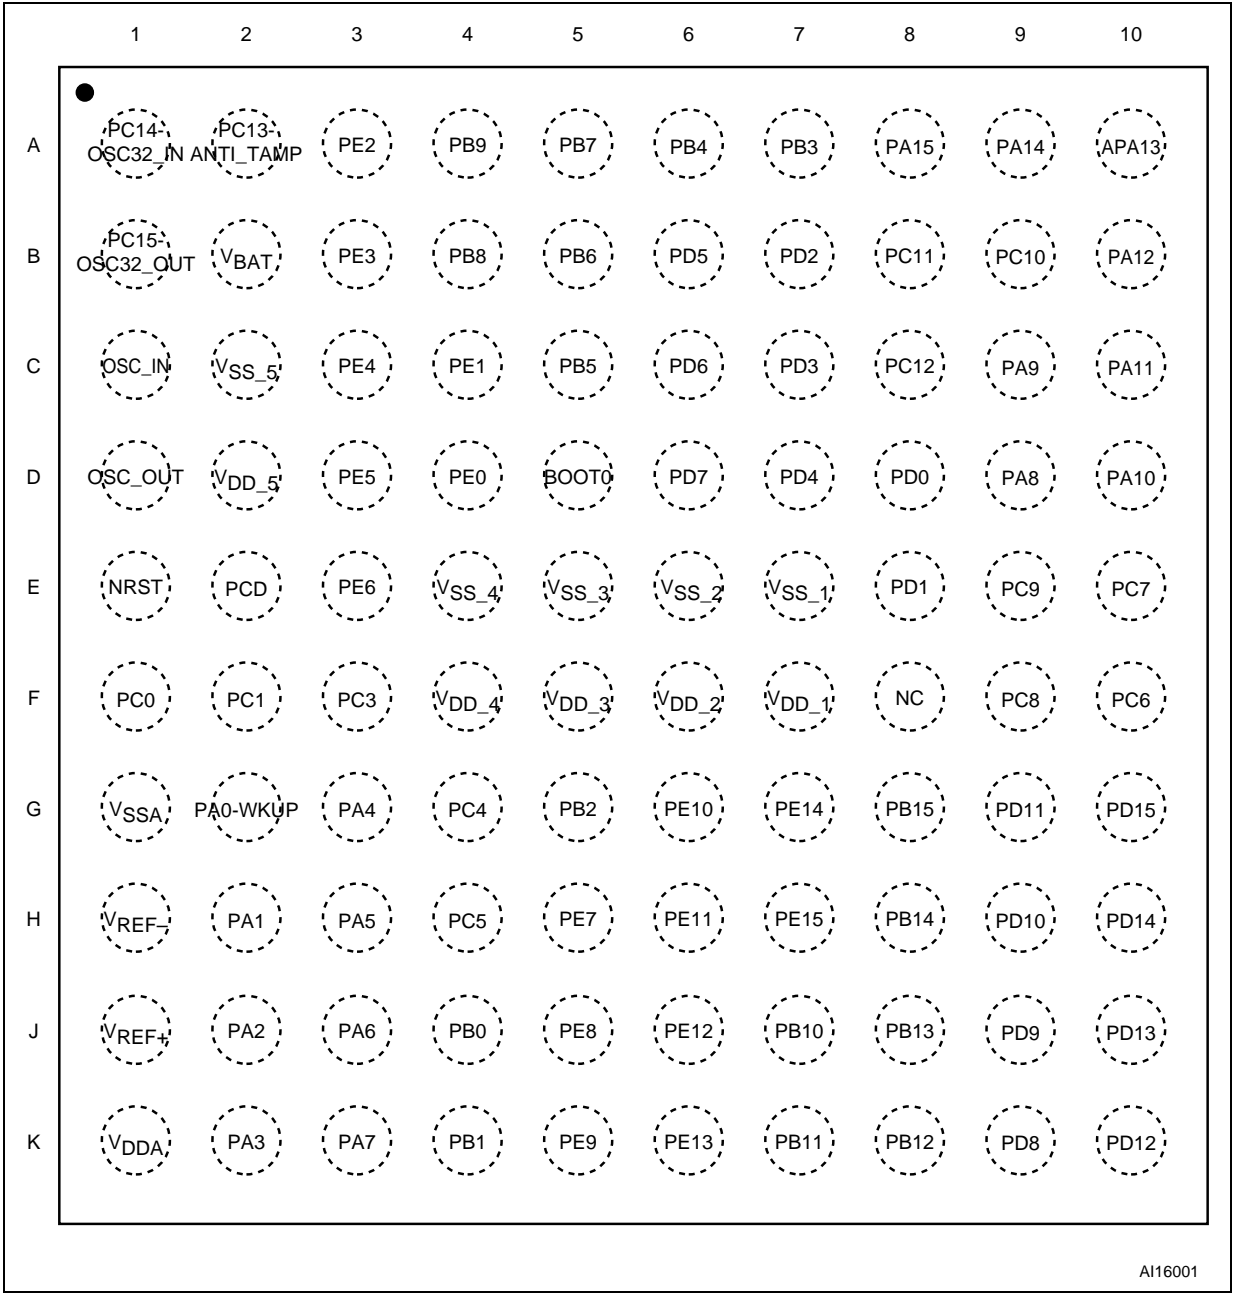 1 2 3 4 5 6 7 8 9 10
A PC14-OSC32_IN PC13-ANTI_TAMP PE2 PB9 PB7 PB4 PB3 PA15 PA14 APA13
B PC15-OSC32_OUT VBAT PE3 PB8 PB6 PD5 PD2 PC11 PC10 PA12
C OSC_IN VSS_5 PE4 PE1 PB5 PD6 PD3 PC12 PA9 PA11
D OSC_OUT VDD_5 PE5 PE0 BOOT0 PD7 PD4 PD0 PA8 PA10
E NRST PCD PE6 VSS_4 VSS_3 VSS_2 VSS_1 PD1 PC9 PC7
F PC0 PC1 PC3 VDD_4 VDD_3 VDD_2 VDD_1 NC PC8 PC6
G VSSA PA0-WKUP PA4 PC4 PB2 PE10 PE14 PB15 PD11 PD15
H VREF– PA1 PA5 PC5 PE7 PE11 PE15 PB14 PD10 PD14
J VREF+ PA2 PA6 PB0 PE8 PE12 PB10 PB13 PD9 PD13
K VDDA PA3 PA7 PB1 PE9 PE13 PB11 PB12 PD8 PD12
AI16001